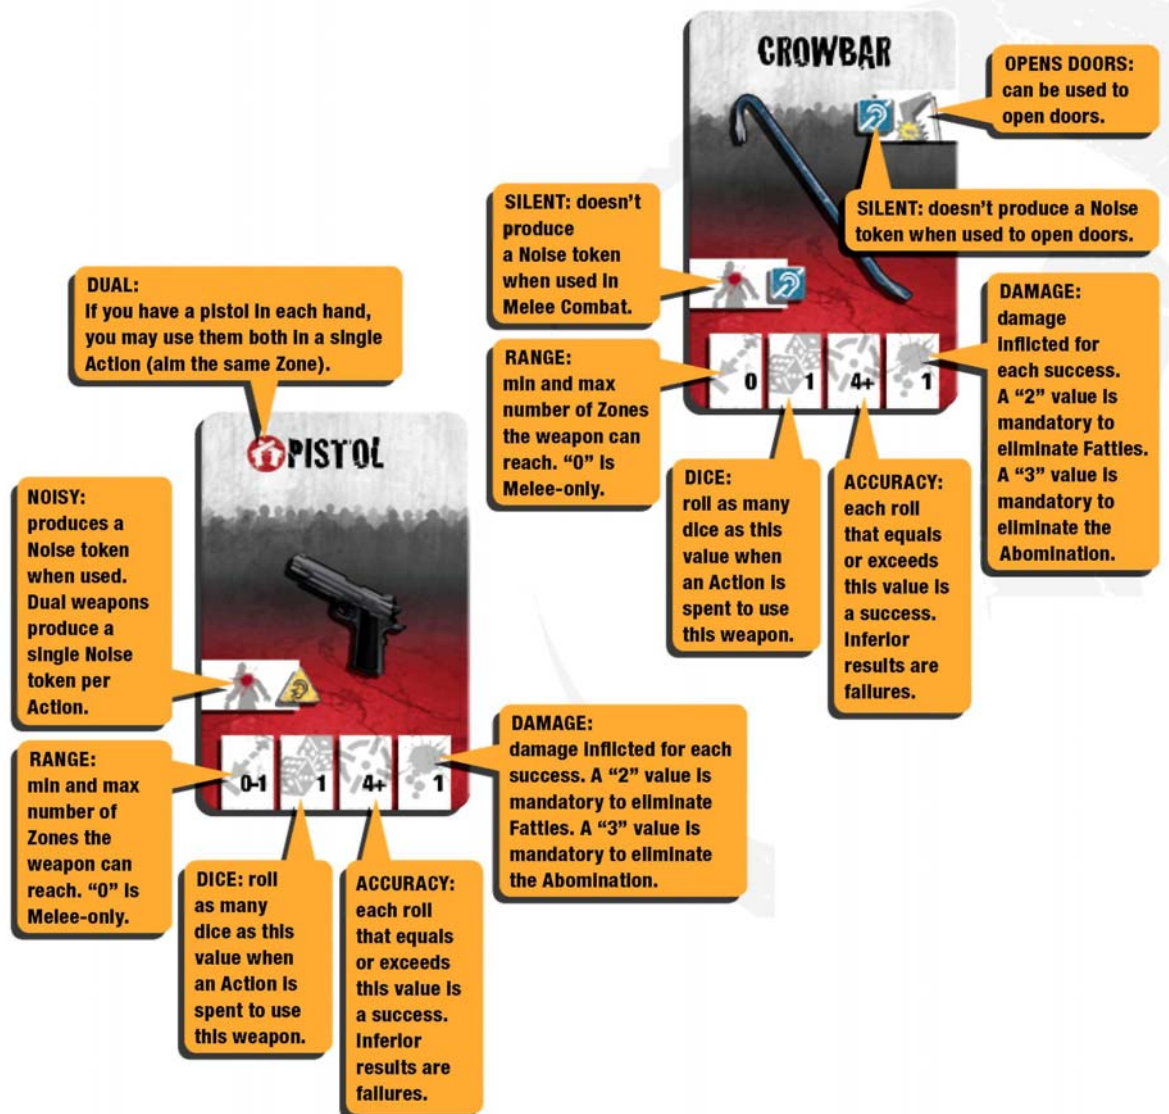 CROWBAR
OPENS DOORS:
can be used to
open doors.
SILENT: doesn't produce a Noise
token when used to open doors.
SILENT: doesn't
produce
a Noise token
when used in
Melee Combat.
RANGE:
min and max
number of Zones
the weapon can
reach. “0” is
Melee-only.
0
1
4+
1
DICE:
roll as many
dice as this
value when
an Action is
spent to use
this weapon.
ACCURACY:
each roll
that equals
or exceeds
this value is
a success.
Inferior
results are
failures.
DAMAGE:
damage
inflicted for
each success.
A “2” value is
mandatory to
eliminate Fatties.
A “3” value is
mandatory to
eliminate the
Abomination.
DUAL:
If you have a pistol in each hand,
you may use them both in a single
Action (aim the same Zone).
PISTOL
NOISY:
produces a
Noise token
when used.
Dual weapons
produce a
single Noise
token per
Action.
RANGE:
min and max
number of
Zones the
weapon can
reach. “0” is
Melee-only.
0-1
1
4+
1
DICE: roll
as many
dice as this
value when
an Action is
spent to use
this weapon.
ACCURACY:
each roll
that equals
or exceeds
this value is
a success.
Inferior
results are
failures.
DAMAGE:
damage inflicted for each
success. A “2” value is
mandatory to eliminate
Fatties. A “3” value is
mandatory to eliminate
the Abomination.